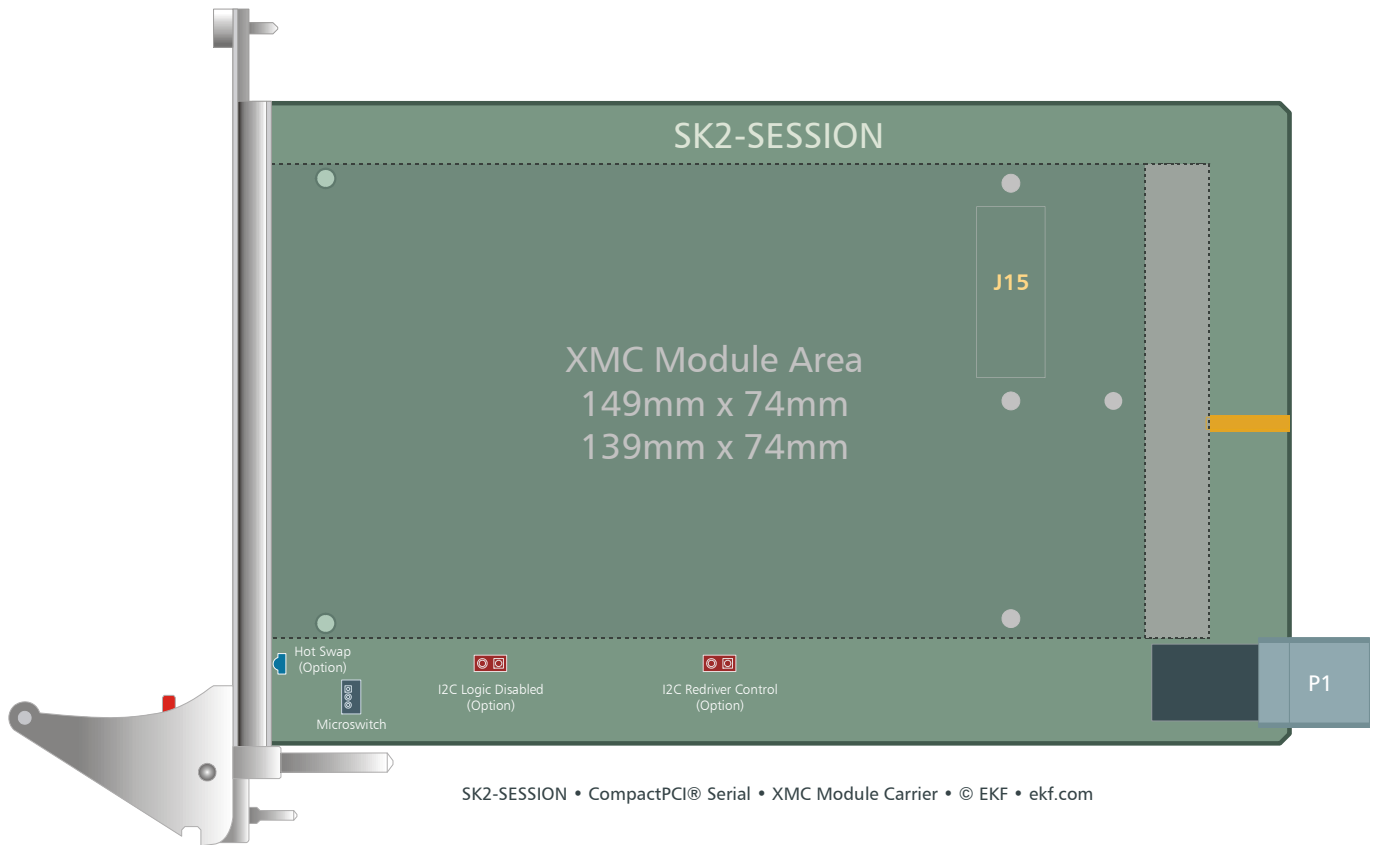 SK2-SESSION
J15
XMC Module Area
149mm x 74mm
139mm x 74mm
Hot Swap
(Option)
I2C Logic Disabled
(Option)
I2C Redriver Control
(Option)
P1
Microswitch
SK2-SESSION • CompactPCI® Serial • XMC Module Carrier • © EKF • ekf.com